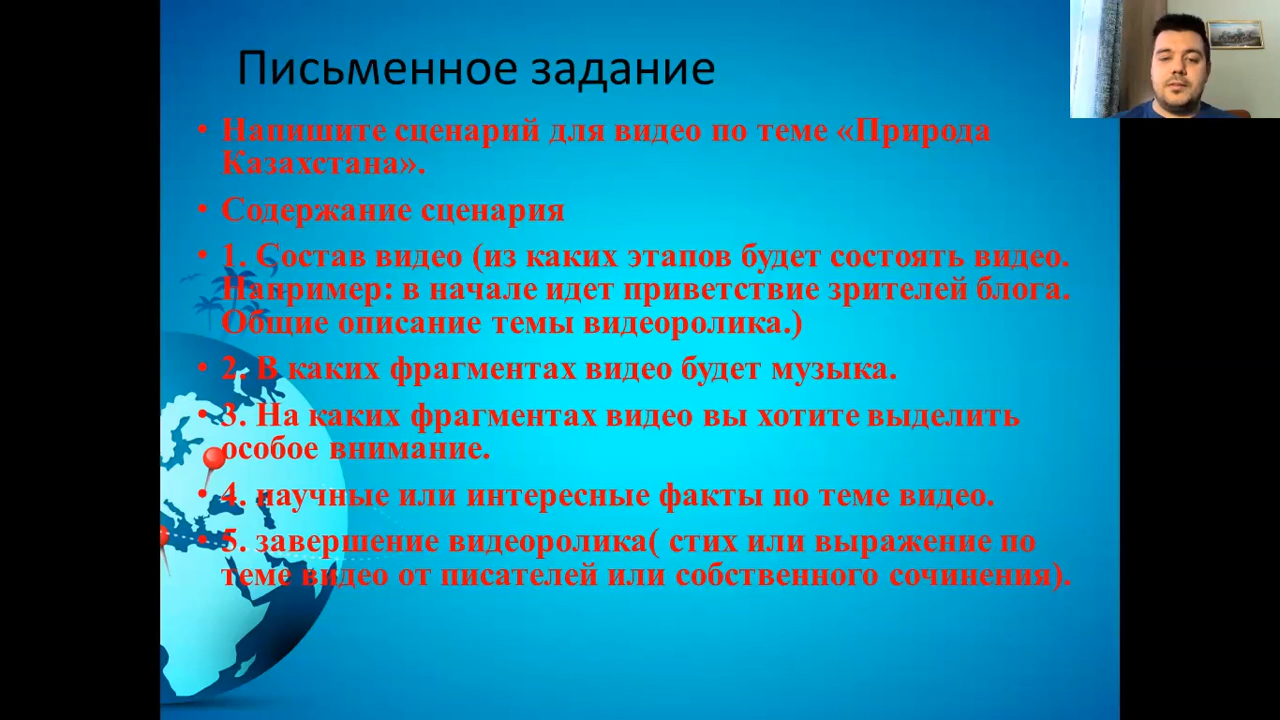 Письменное задание
• Напишите сценарий для видео по теме «Природа
Казахстана».
• Содержание сценария
• 1. Состав видео (из каких этапов будет состоять видео.
Например: в начале идет приветствие зрителей блога.
Общие описание темы видеоролика.)
• 2. В каких фрагментах видео будет музыка.
• 3. На каких фрагментах видео вы хотите выделить
особое внимание.
• 4. научные или интересные факты по теме видео.
• 5. завершение видеоролика( стих или выражение по
теме видео от писателей или собственного сочинения).